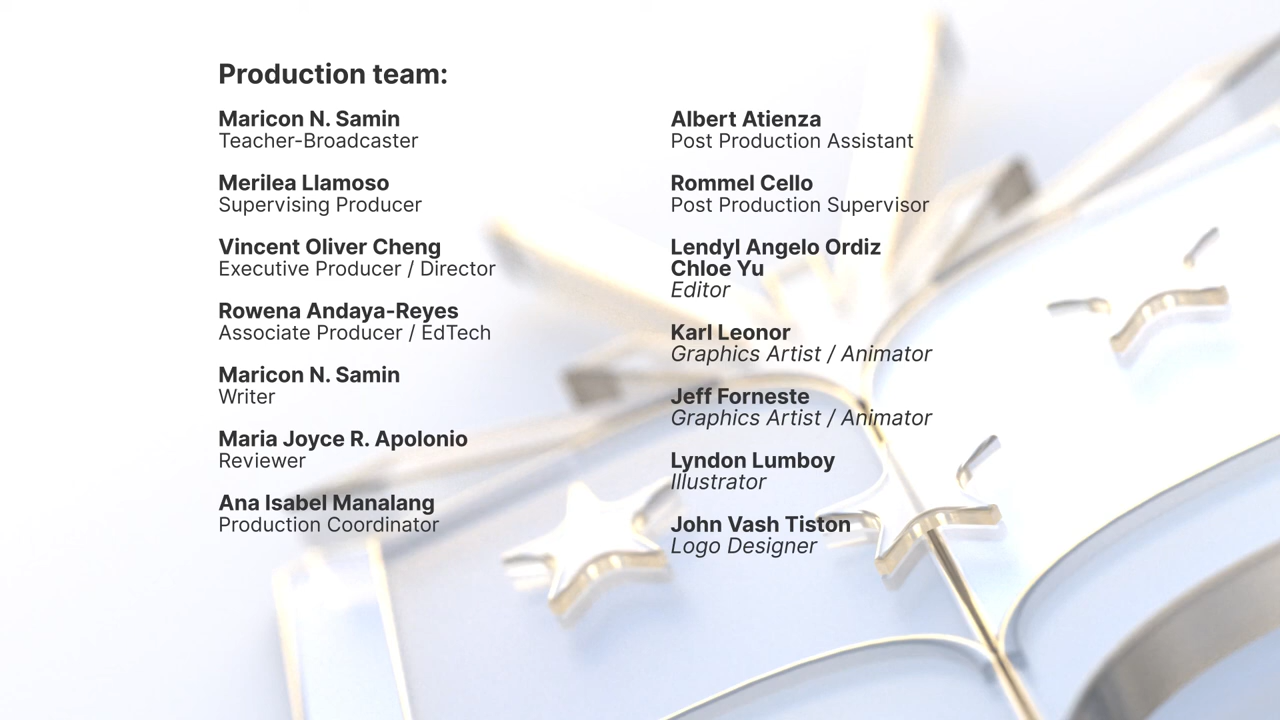 Production team:
Maricon N. Samin
Teacher-Broadcaster
Merilea Llamoso
Supervising Producer
Vincent Oliver Cheng
Executive Producer / Director
Rowena Andaya-Reyes
Associate Producer / EdTech
Maricon N. Samin
Writer
Maria Joyce R. Apolonio
Reviewer
Ana Isabel Manalang
Production Coordinator
Albert Atienza
Post Production Assistant
Rommel Cello
Post Production Supervisor
Lendyl Angelo Ordiz
Chloe Yu
Editor
Karl Leonor
Graphics Artist / Animator
Jeff Forneste
Graphics Artist / Animator
Lyndon Lumboy
Illustrator
John Vash Tiston
Logo Designer